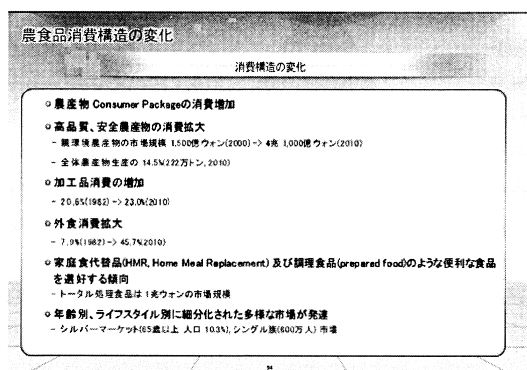 農食品消費構造の変化
消費構造の変化
農産物 Consumer Packageの消費増加
高品質、安全農産物の消費拡大
- 親環境農産物の市場規模 1,500億ウォン(2000) -> 4兆 1,000億ウォン(2010)
- 全体農産物生産の 14.5%(222万トン, 2010)
加工品消費の増加
- 20.6%(1982) -> 23.0%(2010)
外食消費拡大
- 7.9%(1982) -> 45.7%(2010)
家庭食代替品(HMR, Home Meal Replacement) 及び調理食品(prepared food)のような便利な食品
を選好する傾向
- トータル処理食品は 1兆ウォンの市場規模
年齢別、ライフスタイル別に細分化された多様な市場が発達
- シルバーマーケット(65歳以上 人口 10.3%), シングル族(600万人) 市場